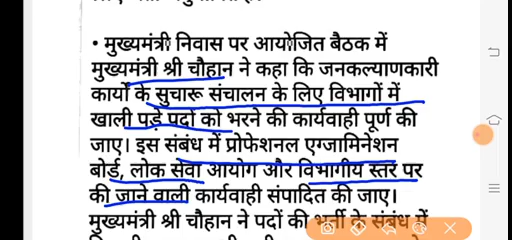 • मुख्यमंत्री निवास पर आयोजित बैठक में
मुख्यमंत्री श्री चौहान ने कहा कि जनकल्याणकारी
कार्यों के सुचारू संचालन के लिए विभागों में
खाली पड़े पदों को भरने की कार्यवाही पूर्ण की
जाए। इस संबंध में प्रोफेशनल एग्जामिनेशन
बोर्ड, लोक सेवा आयोग और विभागीय स्तर पर
की जाने वाली कार्यवाही संपादित की जाए।
मुख्यमंत्री श्री चौहान ने पदों की भर्ती के संबंध में